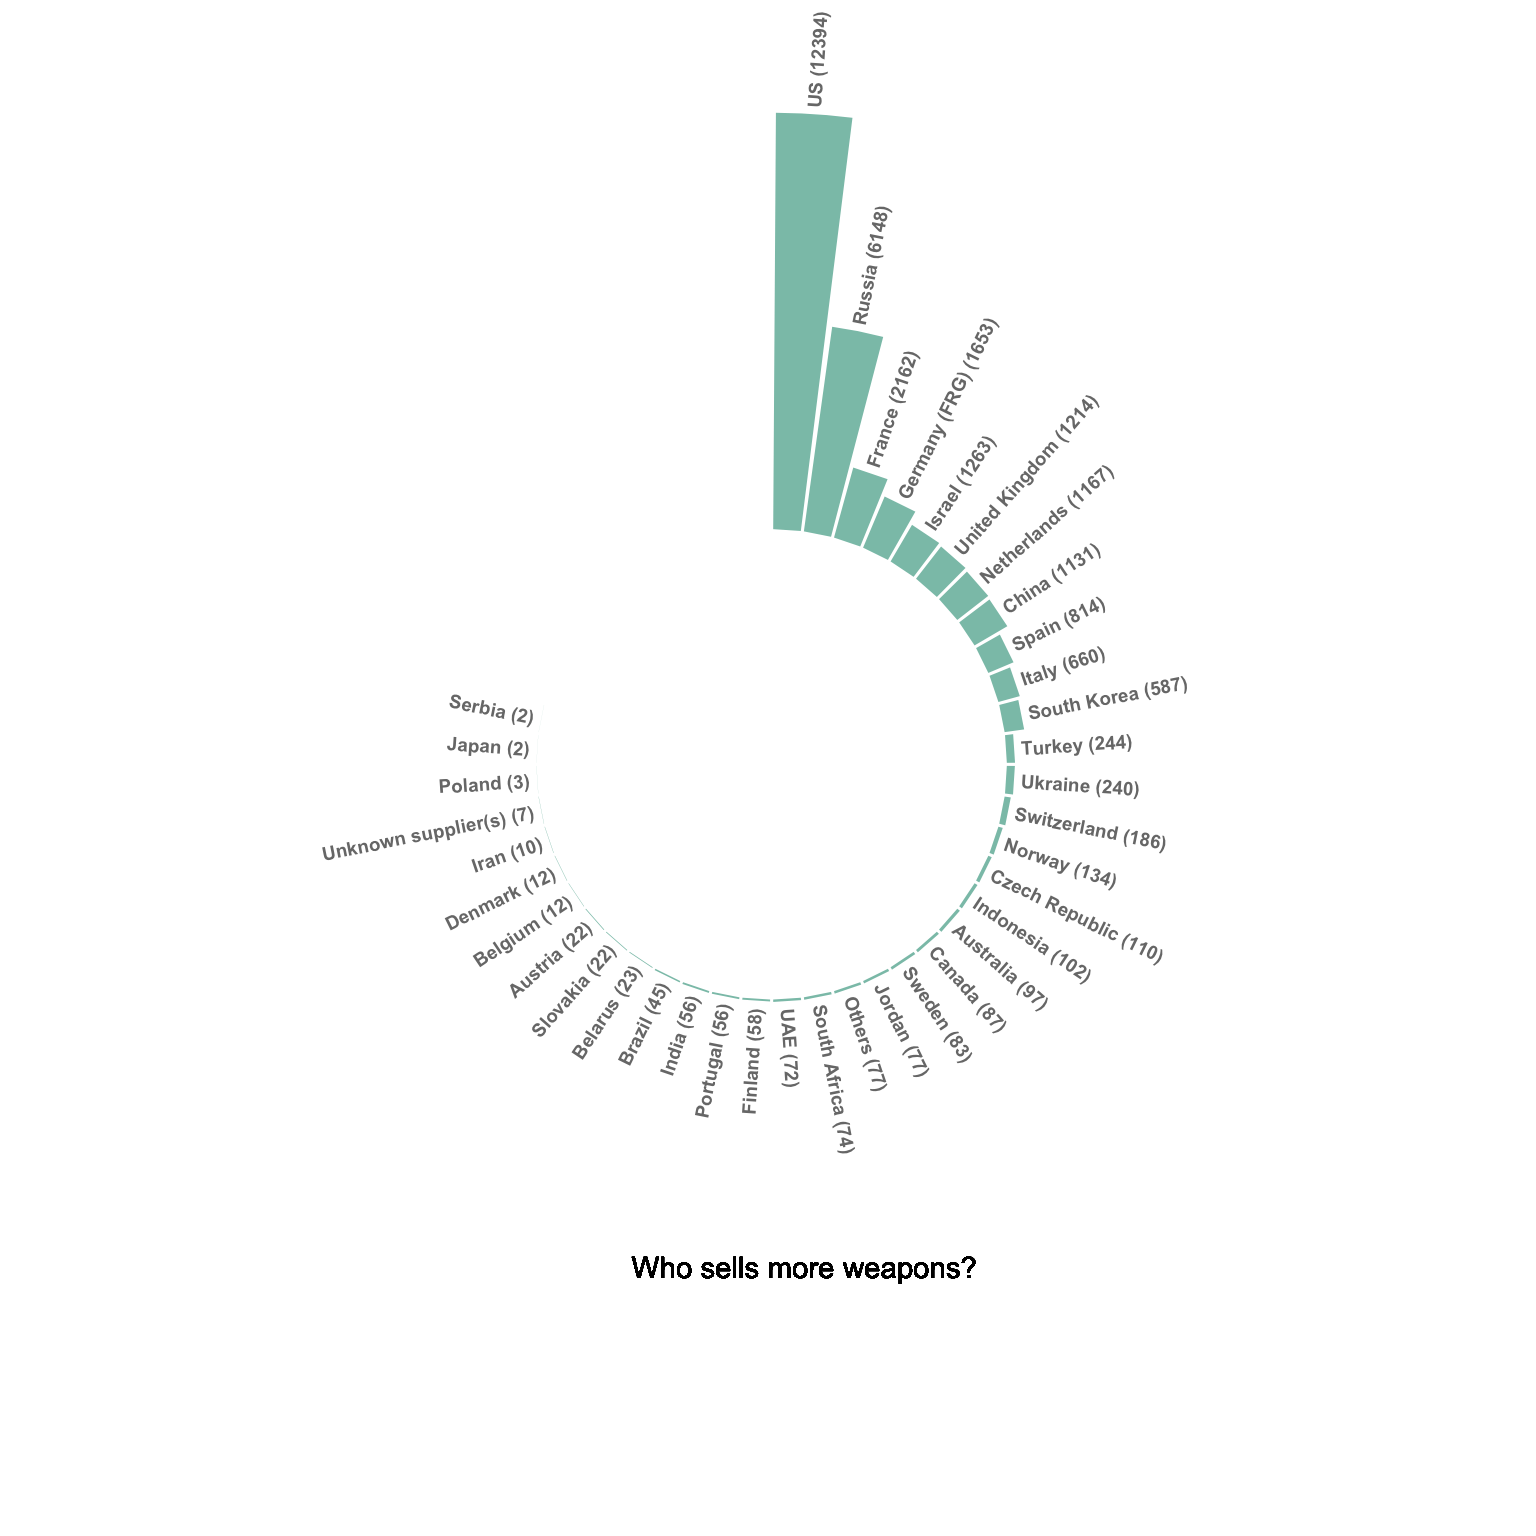 US (12394)
Russia (6148)
France (2162)
Germany (FRG) (1653)
Israel (1263)
United Kingdom (1214)
Netherlands (1167)
China (1131)
Spain (814)
Italy (660)
South Korea (587)
Turkey (244)
Ukraine (240)
Switzerland (186)
Norway (134)
Czech Republic (110)
Indonesia (102)
Australia (97)
Canada (87)
Sweden (83)
Jordan (77)
Others (77)
South Africa (74)
UAE (72)
Finland (58)
Portugal (56)
India (56)
Brazil (45)
Belarus (23)
Slovakia (22)
Austria (22)
Belgium (12)
Denmark (12)
Iran (10)
Unknown supplier(s) (7)
Poland (3)
Japan (2)
Serbia (2)
Who sells more weapons?